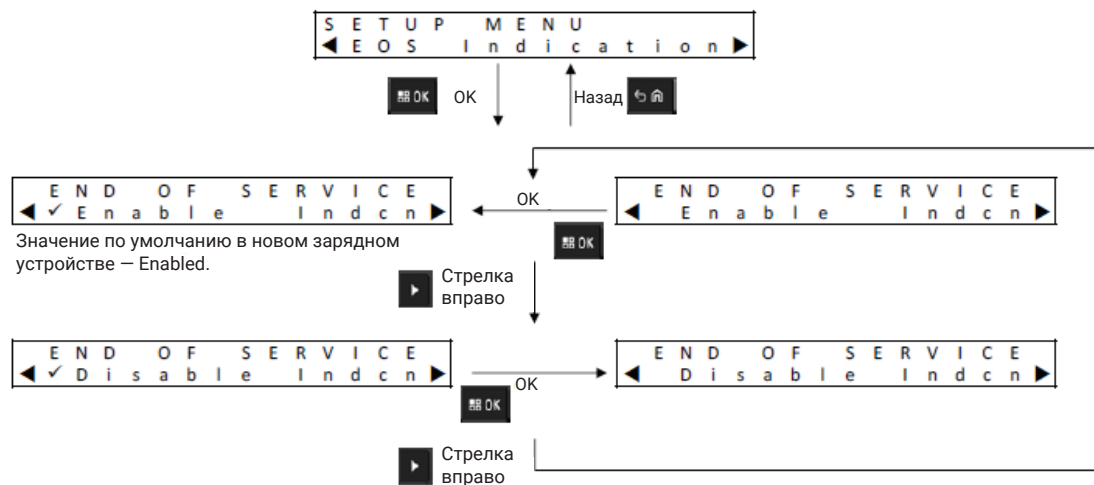 SETUP MENU
◀EOS Indication▶
OK
OK
Назад
END OF SERVICE
◀✓Enable Indcn▶
OK
END OF SERVICE
◀ Enable Indcn▶
OK
Значение по умолчанию в новом зарядном
устройстве — Enabled.
Стрелка
вправо
END OF SERVICE
◀✓Disable Indcn▶
OK
OK
END OF SERVICE
◀ Disable Indcn▶
Стрелка
вправо